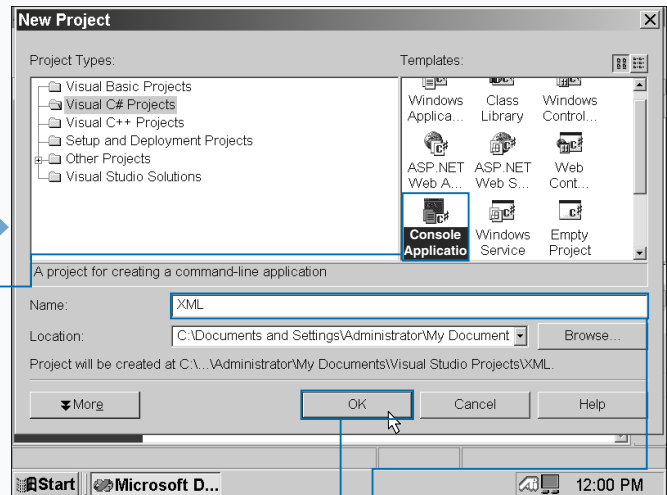 New Project
Project Types:
Templates:
Visual Basic Projects
Visual C# Projects
Visual C++ Projects
Setup and Deployment Projects
Other Projects
Visual Studio Solutions
Windows Applica...
Class Library
Windows Control...
ASP.NET Web A...
ASP.NET Web S...
Web Cont...
Console Applicatio
Windows Service
Empty Project
A project for creating a command-line application
Name:
XML
Location:
C:\Documents and Settings\Administrator\My Document
Browse...
Project will be created at C:\...\Administrator\My Documents\Visual Studio Projects\XML.
More
OK
Cancel
Help
Start
Microsoft D...
12:00 PM